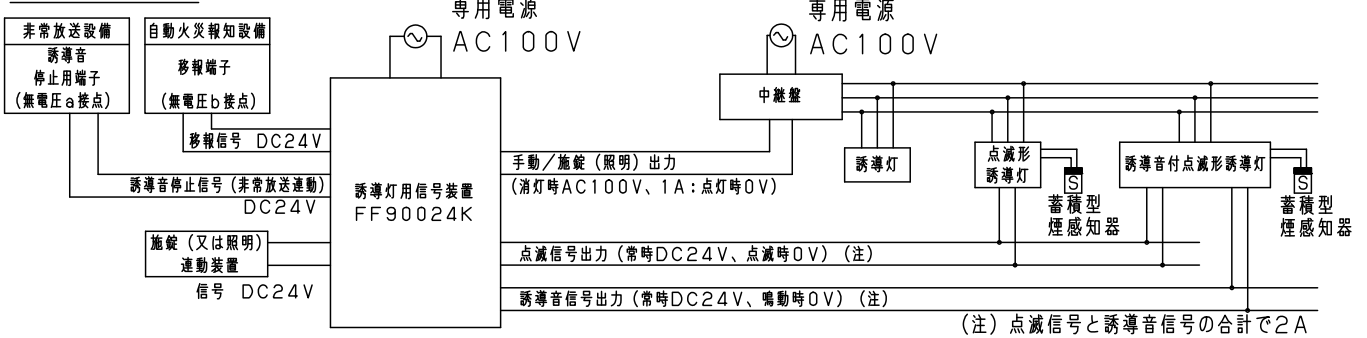 非常放送設備
誘導音
停止用端子
(無電圧a接点)
自動火災報知設備
移報端子
(無電圧b接点)
移報信号 DC24V
誘導音停止信号(非常放送連動)
DC24V
施錠(又は照明)
連動装置
信号 DC24V
専用電源
AC100V
誘導灯用信号装置
FF90024K
手動/施錠(照明)出力
(消灯時AC100V、1A:点灯時0V)
点滅信号出力(常時DC24V、点滅時0V)(注)
誘導音信号出力(常時DC24V、鳴動時0V)(注)
専用電源
AC100V
中継盤
誘導灯
点滅形
誘導灯
S
蓄積型
煙感知器
誘導音付点滅形誘導灯
S
蓄積型
煙感知器
(注)点滅信号と誘導音信号の合計で2A